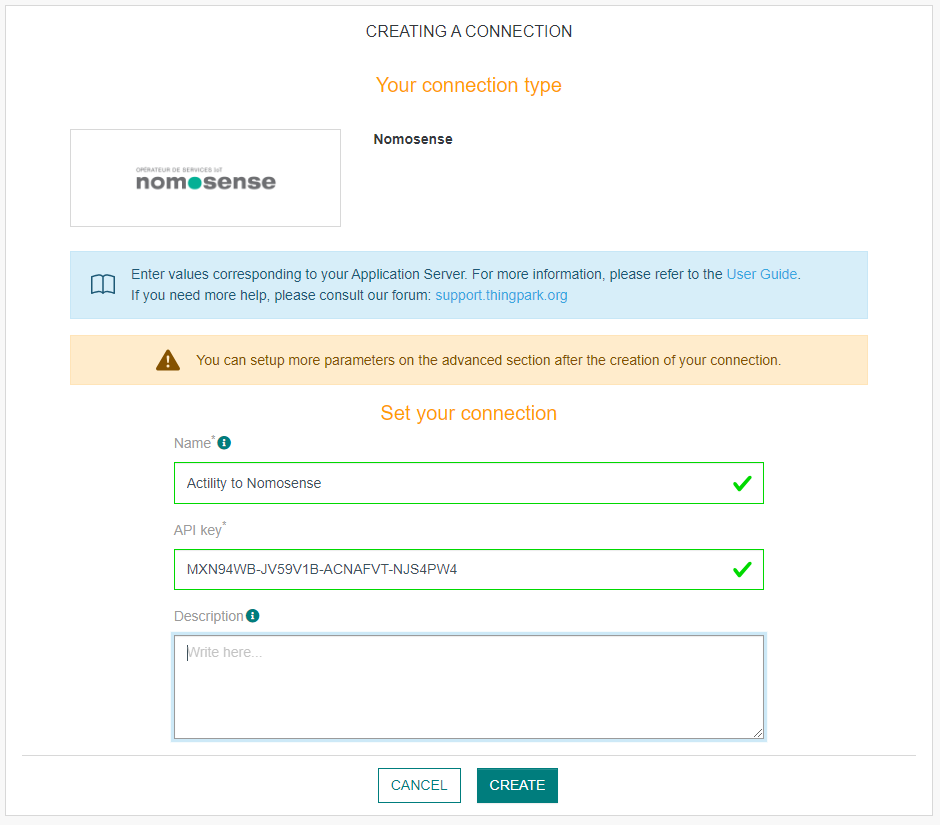 CREATING A CONNECTION
Your connection type
Nomosense
OPÉRATEUR DE SERVICES IoT
nomosense
Enter values corresponding to your Application Server. For more information, please refer to the User Guide.
If you need more help, please consult our forum: support.thingpark.org
You can setup more parameters on the advanced section after the creation of your connection.
Set your connection
Name*
Actility to Nomosense
API key*
MXN94WB-JV59V1B-ACNAFVT-NJS4PW4
Description
Write here...
CANCEL CREATE